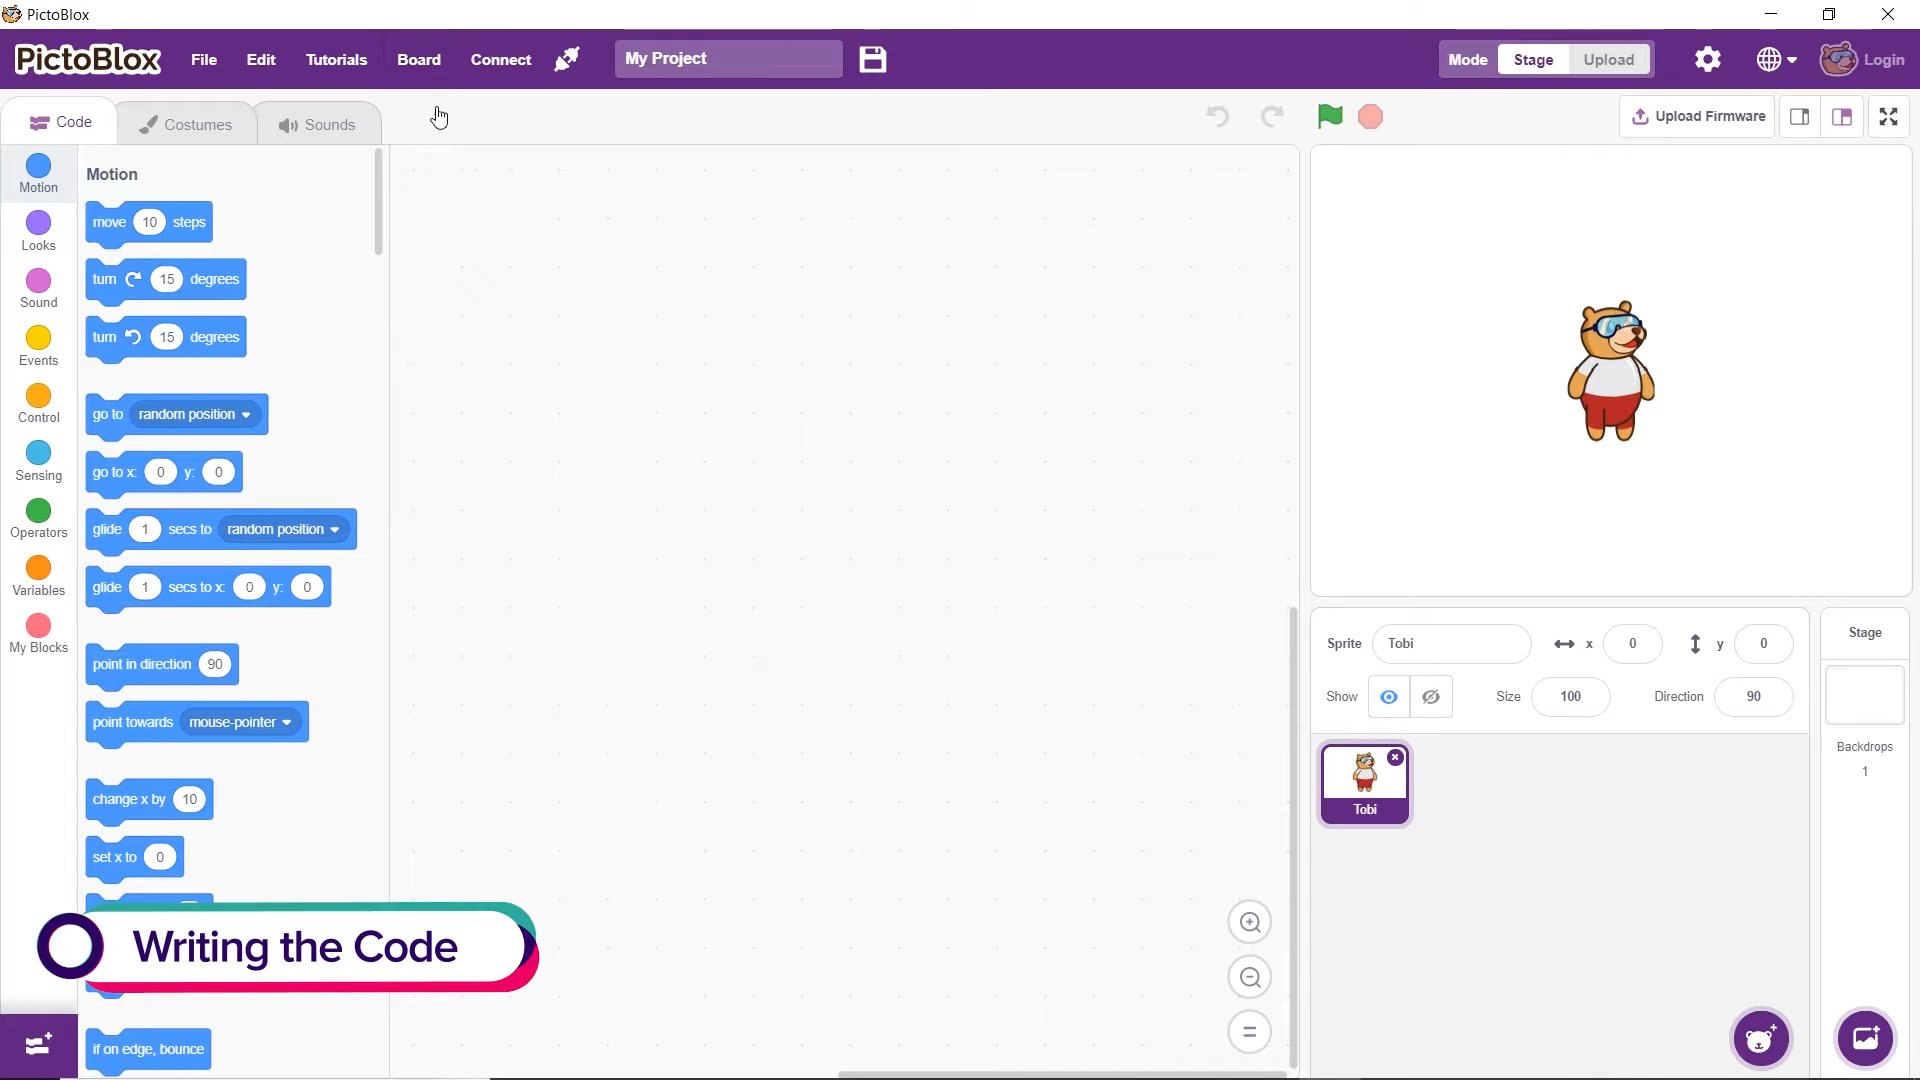 PictoBlox
PictoBlox File Edit Tutorials Board Connect My Project Mode Stage Upload Login
Code Costumes Sounds Upload Firmware
Motion
Looks
Sound
Events
Control
Sensing
Operators
Variables
My Blocks
Motion
move 10 steps
turn 15 degrees
turn 15 degrees
go to random position
go to x: 0 y: 0
glide 1 secs to random position
glide 1 secs to x: 0 y: 0
point in direction 90
point towards mouse-pointer
change x by 10
set x to 0
if on edge, bounce
Writing the Code
Sprite Tobi x 0 y 0
Show Size 100 Direction 90
Tobi
Stage
Backdrops
1